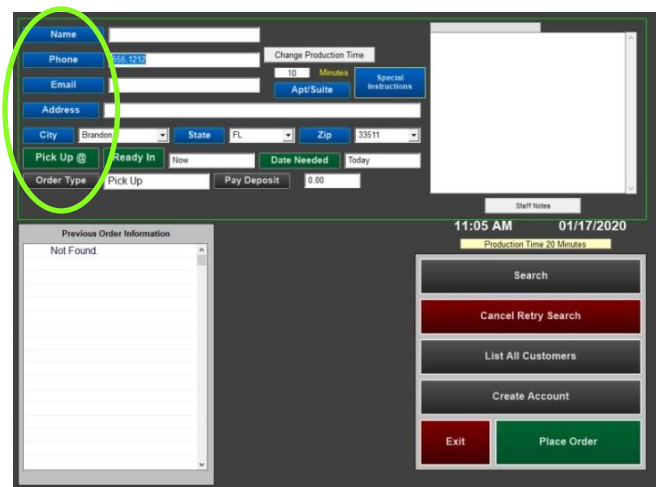 Name
Phone 555.1212 Change Production Time
10 Minutes
Email Apt/Suite Special Instructions
Address
City Brandon State FL Zip 33511
Pick Up @ Ready In Now Date Needed Today
Order Type Pick Up Pay Deposit 0.00
Staff Notes
11:05 AM 01/17/2020
Production Time 20 Minutes
Previous Order Information
Not Found.
Search
Cancel Retry Search
List All Customers
Create Account
Exit Place Order